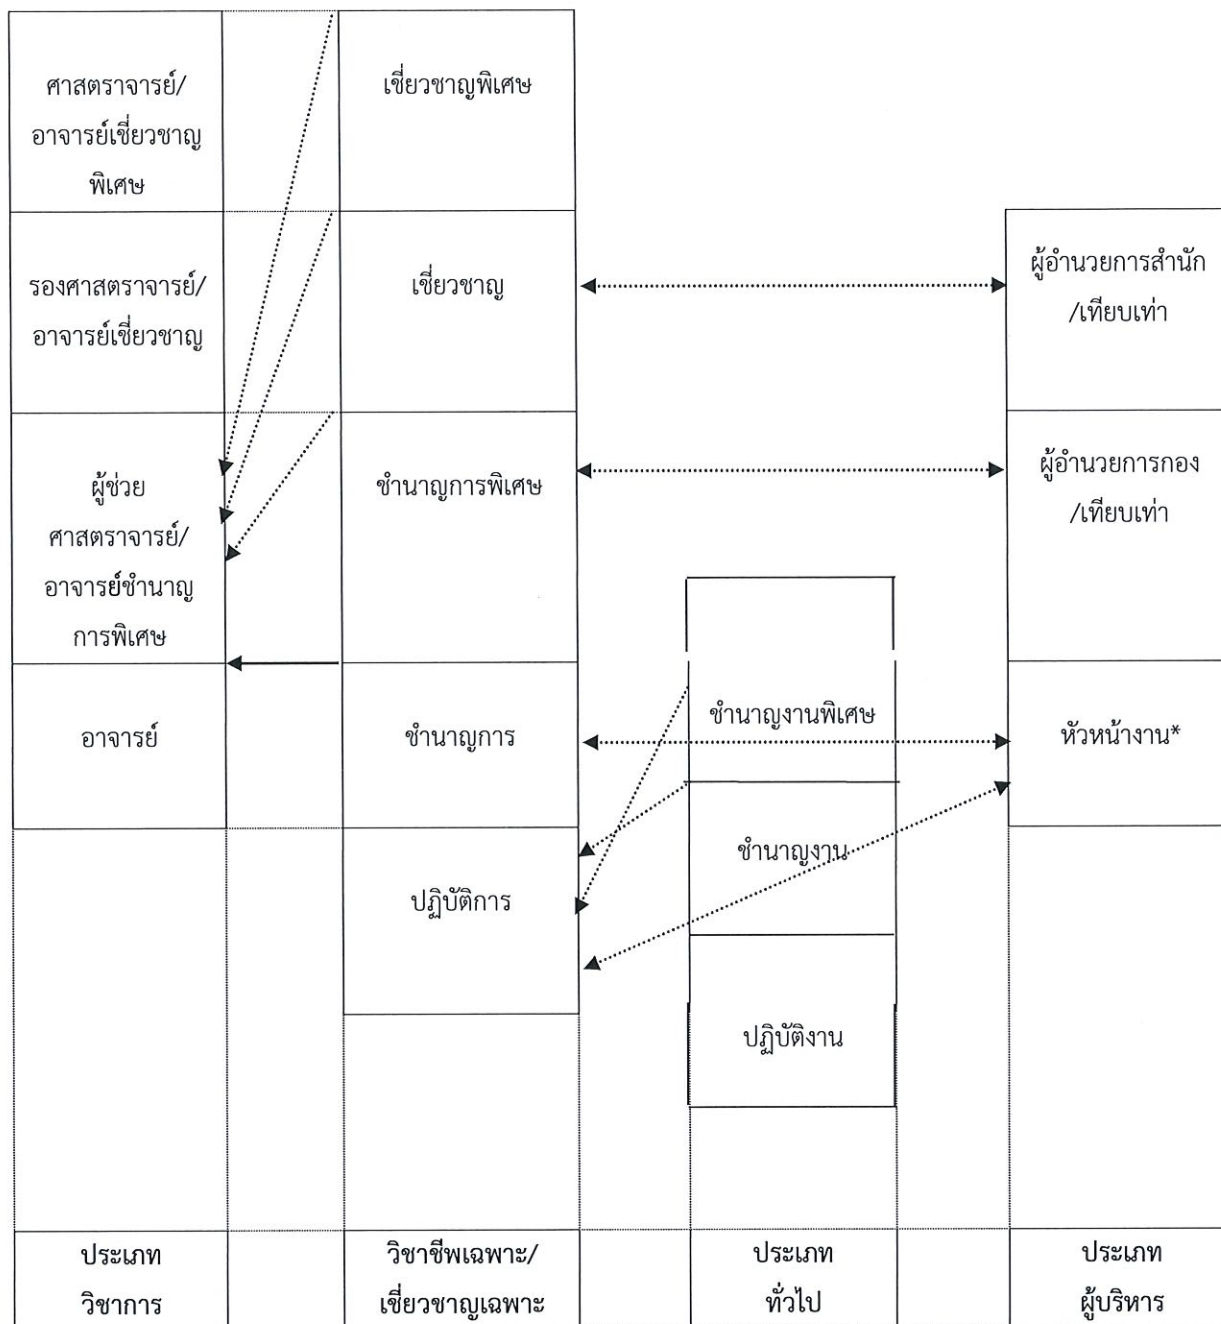 ศาสตราจารย์/
อาจารย์เชี่ยวชาญ
พิเศษ
เชี่ยวชาญพิเศษ
รองศาสตราจารย์/
อาจารย์เชี่ยวชาญ
เชี่ยวชาญ
ผู้อำนวยการสำนัก
/เทียบเท่า
ผู้ช่วย
ศาสตราจารย์/
อาจารย์ชำนาญ
การพิเศษ
ชำนาญการพิเศษ
ผู้อำนวยการกอง
/เทียบเท่า
อาจารย์
ชำนาญการ
ชำนาญงานพิเศษ
หัวหน้างาน*
ปฏิบัติการ
ชำนาญงาน
ปฏิบัติงาน
ประเภท
วิชาการ
วิชาชีพเฉพาะ/
เชี่ยวชาญเฉพาะ
ประเภท
ทั่วไป
ประเภท
ผู้บริหาร